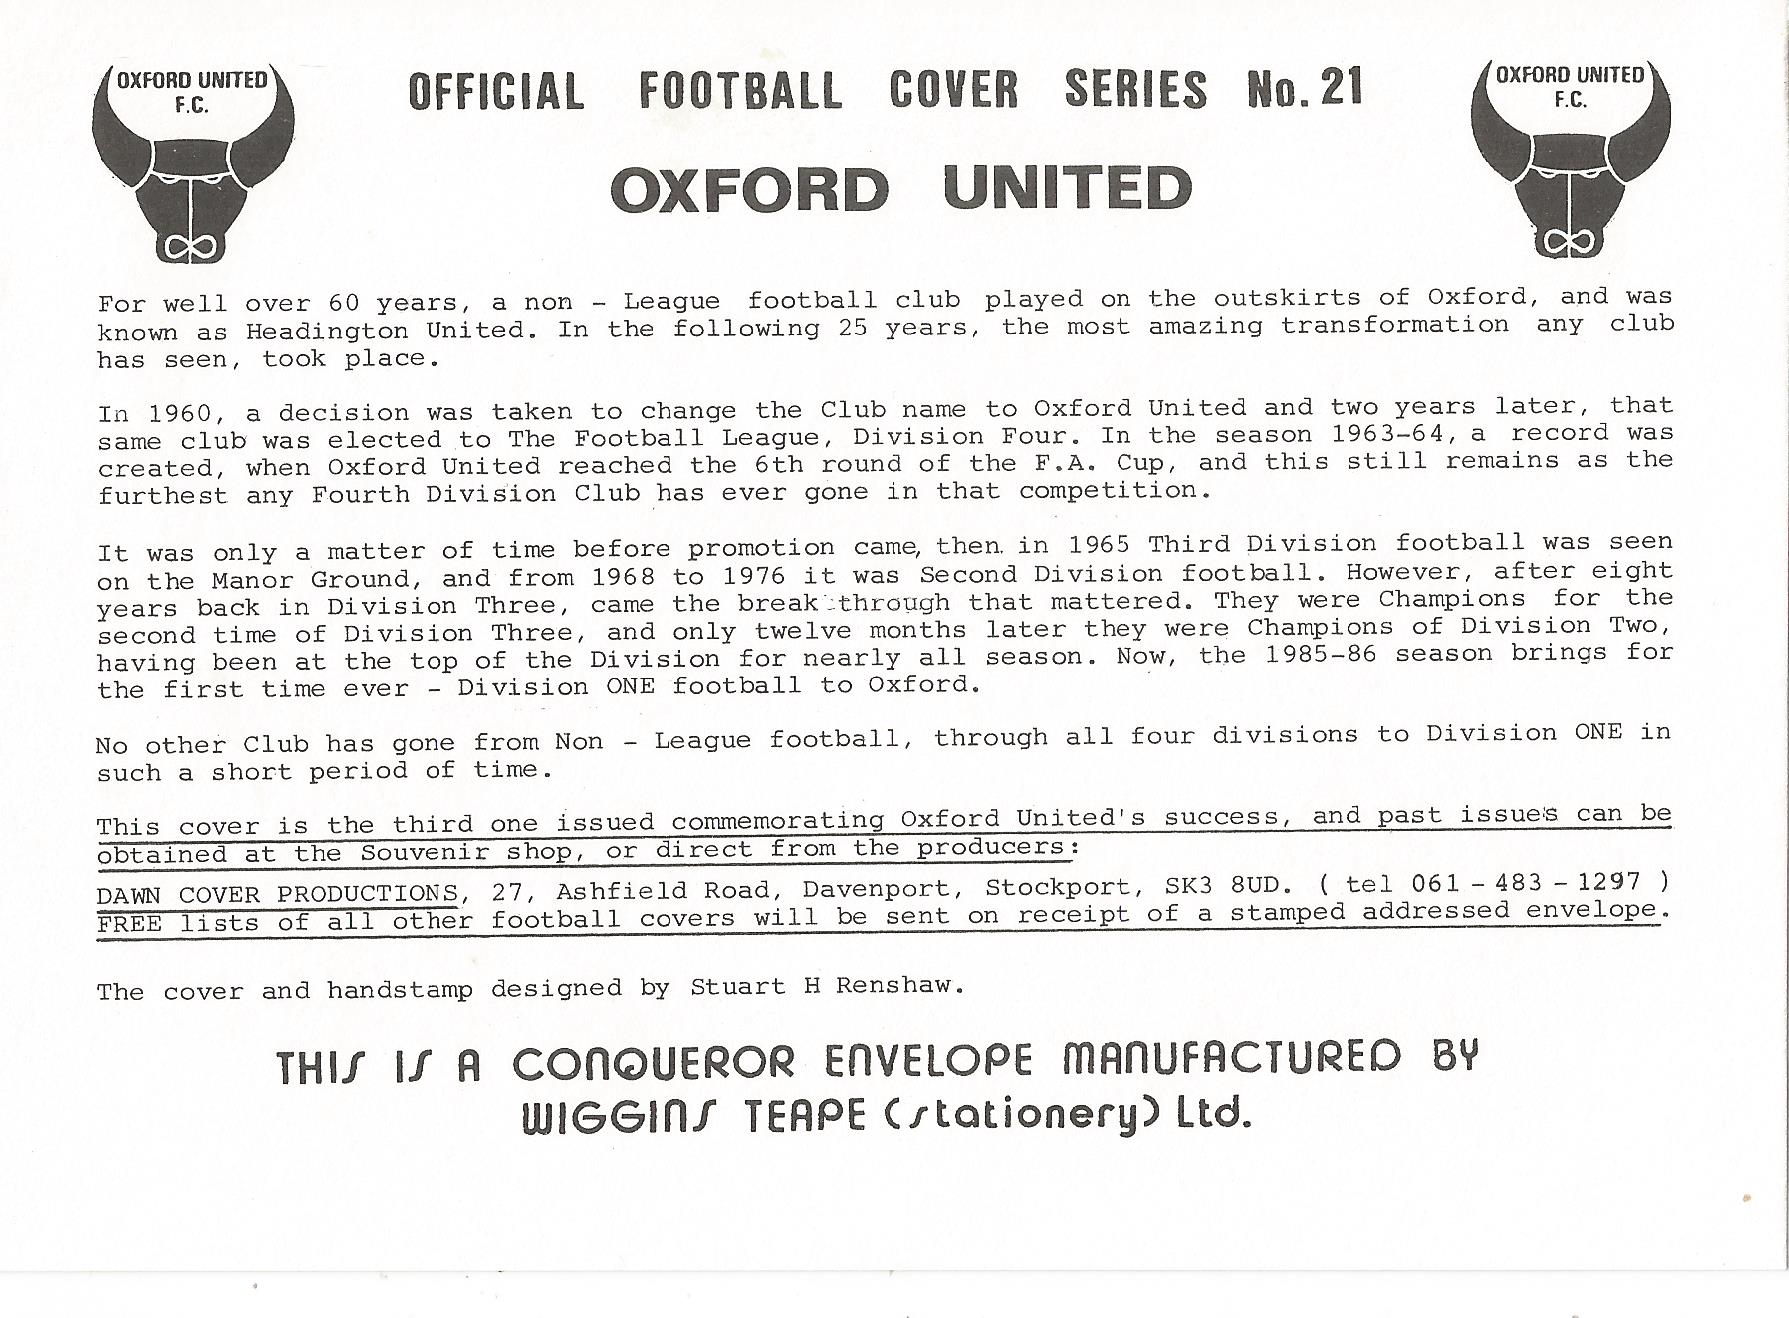 OXFORD UNITED
F.C.
OFFICIAL FOOTBALL COVER SERIES No. 21
OXFORD UNITED
F.C.
OXFORD UNITED
For well over 60 years, a non - League football club played on the outskirts of Oxford, and was
known as Headington United. In the following 25 years, the most amazing transformation any club
has seen, took place.
In 1960, a decision was taken to change the Club name to Oxford United and two years later, that
same club was elected to The Football League, Division Four. In the season 1963-64, a record was
created, when Oxford United reached the 6th round of the F.A. Cup, and this still remains as the
furthest any Fourth Division Club has ever gone in that competition.
It was only a matter of time before promotion came, then. in 1965 Third Division football was seen
on the Manor Ground, and from 1968 to 1976 it was Second Division football. However, after eight
years back in Division Three, came the break-through that mattered. They were Champions for the
second time of Division Three, and only twelve months later they were Champions of Division Two,
having been at the top of the Division for nearly all season. Now, the 1985-86 season brings for
the first time ever - Division ONE football to Oxford.
No other Club has gone from Non - League football, through all four divisions to Division ONE in
such a short period of time.
This cover is the third one issued commemorating Oxford United's success, and past issue's can be
obtained at the Souvenir shop, or direct from the producers:
DAWN COVER PRODUCTIONS, 27, Ashfield Road, Davenport, Stockport, SK3 8UD. ( tel 061 - 483 - 1297 )
FREE lists of all other football covers will be sent on receipt of a stamped addressed envelope.
The cover and handstamp designed by Stuart H Renshaw.
THIS IS A CONQUEROR ENVELOPE MANUFACTURED BY
WIGGINS TEAPE (stationery) Ltd.